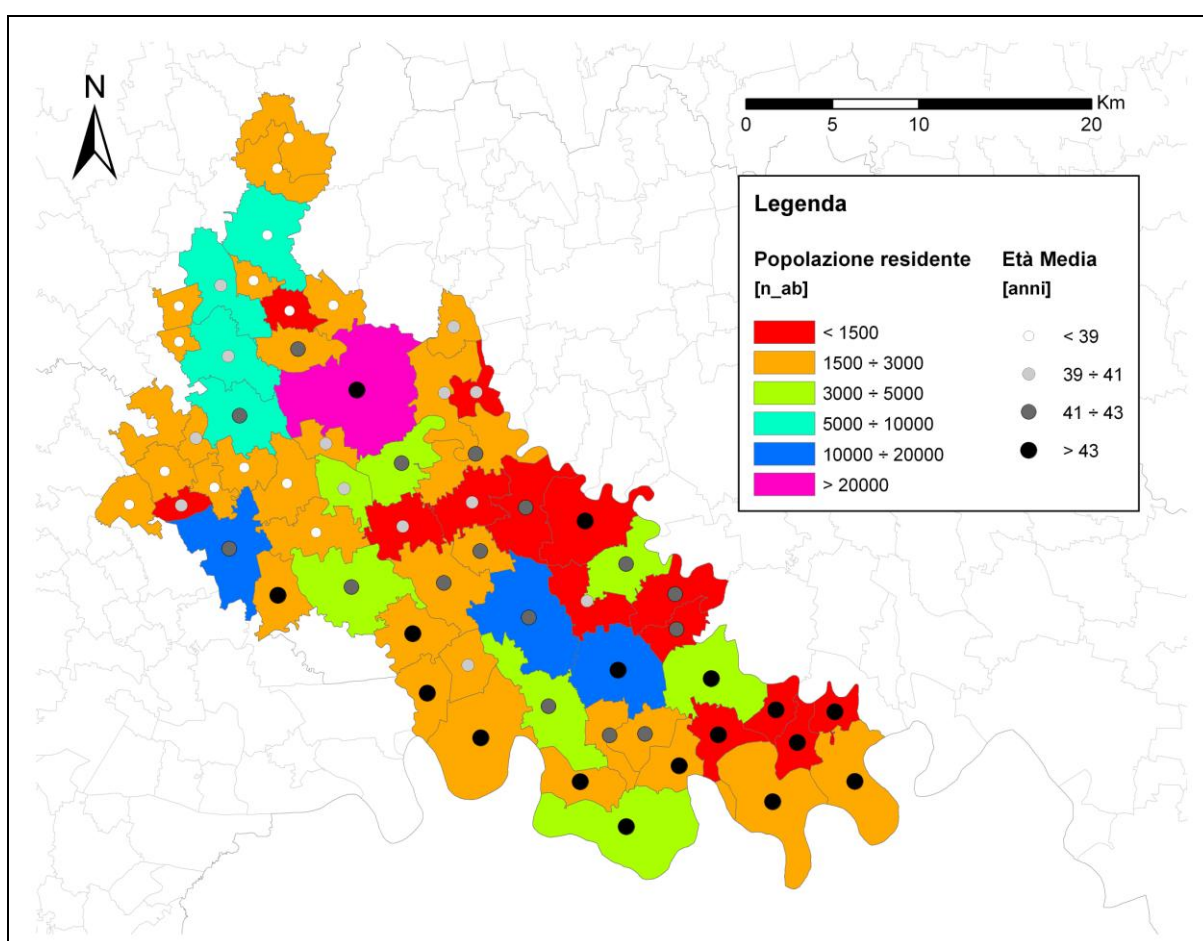 N
Km
0 5 10 20
Legenda
Popolazione residente
[n_ab]
< 1500
1500 ÷ 3000
3000 ÷ 5000
5000 ÷ 10000
10000 ÷ 20000
> 20000
Età Media
[anni]
< 39
39 ÷ 41
41 ÷ 43
> 43